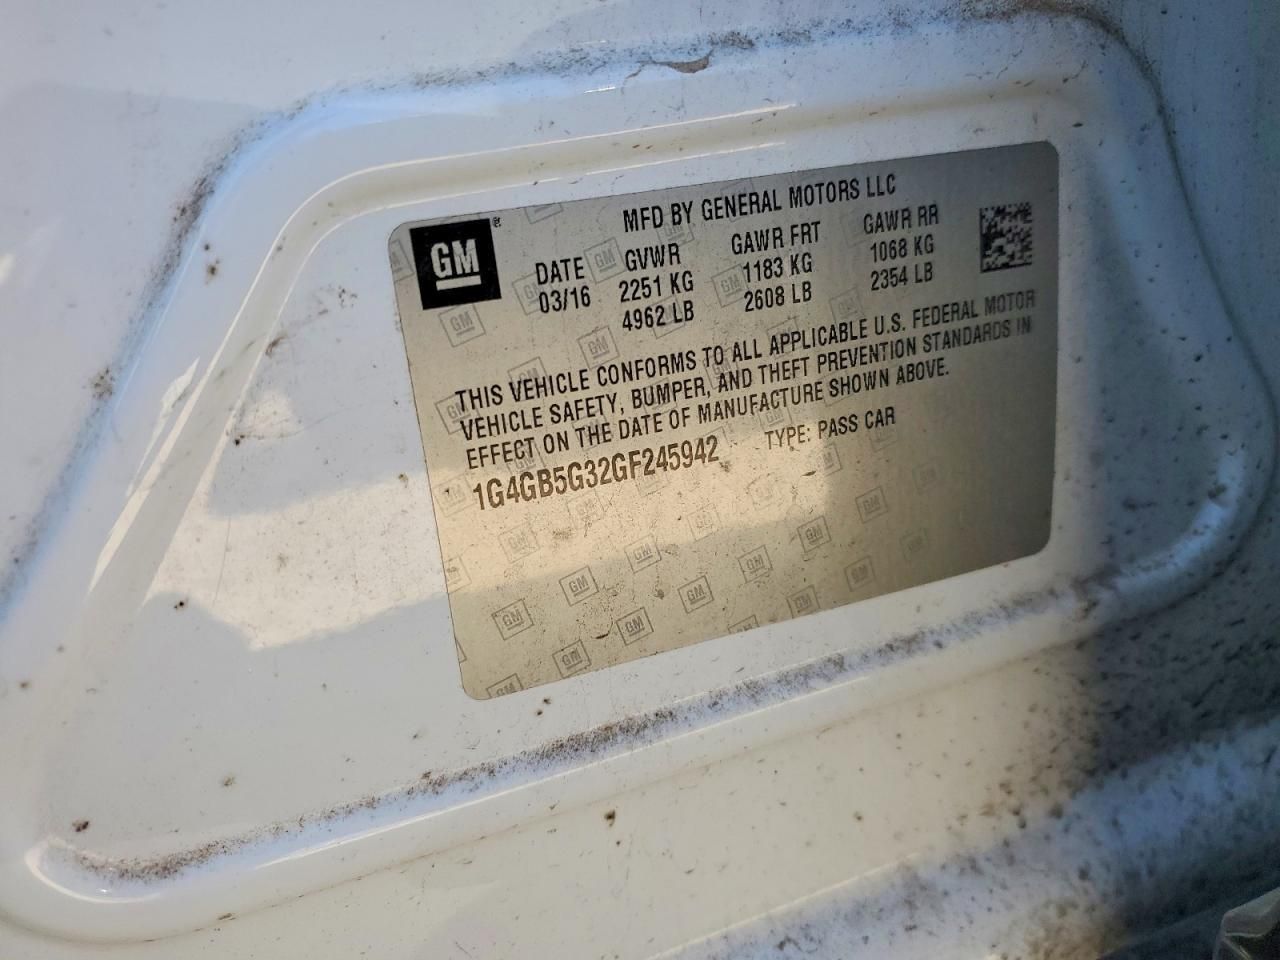 GM ®
MFD BY GENERAL MOTORS LLC
DATE GVWR GAWR FRT GAWR RR
03/16 2251 KG 1183 KG 1068 KG
4962 LB 2608 LB 2354 LB
THIS VEHICLE CONFORMS TO ALL APPLICABLE U.S. FEDERAL MOTOR
VEHICLE SAFETY, BUMPER, AND THEFT PREVENTION STANDARDS IN
EFFECT ON THE DATE OF MANUFACTURE SHOWN ABOVE.
1G4GB5G32GF245942 TYPE: PASS CAR